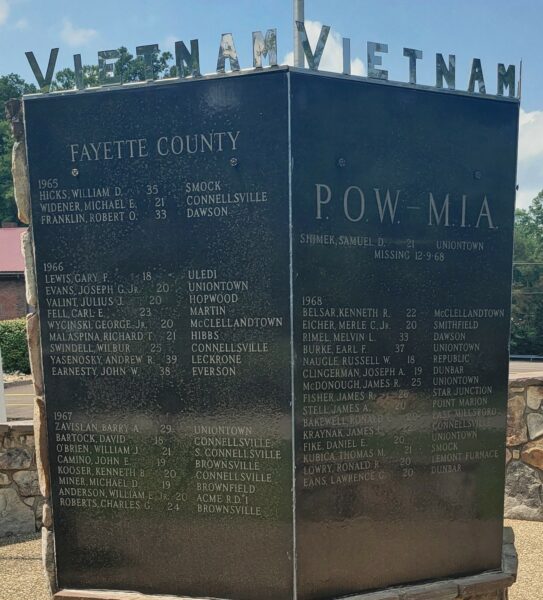 VIETNAM
FAYETTE COUNTY
1965
HICKS, WILLIAM D. 35 SMOCK
WIDENER, MICHAEL E. 21 CONNELLSVILLE
FRANKLIN, ROBERT O. 33 DAWSON
1966
LEWIS, GARY P. 18 ULEDI
EVANS, JOSEPH G. Jr. 20 UNIONTOWN
VALINT, JULIUS J. 20 HOPWOOD
FELL, CARL E. 23 MARTIN
WYCINSKI, GEORGE, Jr. 20 McCLELLANDTOWN
MALASPINA, RICHARD T. 21 HIBBS
SWINDELL, WILBUR 25 CONNELLSVILLE
YASENOSKY, ANDREW R. 39 LECKRONE
EARNESTY, JOHN W. 38 EVERSON
1967
ZAVISLAN, BARRY A. 29 UNIONTOWN
BARTOCK, DAVID 18 CONNELLSVILLE
O'BRIEN, WILLIAM J. 21 S. CONNELLSVILLE
CAMINO, JOHN E. 19 BROWNSVILLE
KOOSER, KENNETH B. 20 CONNELLSVILLE
MINER, MICHAEL D. 19 BROWNFIELD
ANDERSON, WILLIAM E. Jr. 20 ACME R.D.1
ROBERTS, CHARLES G. 24 BROWNSVILLE
VIETNAM
P.O.W.—M.I.A.
SHIMEK, SAMUEL D. 21 UNIONTOWN
MISSING 12-9-68
1968
BELSAR, KENNETH R. 22 McCLELLANDTOWN
EICHER, MERLE C. Jr. 20 SMITHFIELD
RIMEL, MELVIN L. 33 DAWSON
BURKE, EARL F. 37 UNIONTOWN
NAUGLE, RUSSELL W. 18 REPUBLIC
CLINGERMAN, JOSEPH A. 19 DUNBAR
McDONOUGH, JAMES R. 25 UNIONTOWN
FISHER, JAMES R. STAR JUNCTION
STELL, JAMES A. 20 POINT MARION
BAKEWELL,
KRAYNAK, JAMES CONNELLSVILLE
FIKE, DANIEL E. 20 UNIONTOWN
KUBICA, THOMAS M. 21 SMOCK
LOWRY, RONALD R. 20 LEMONT FURNACE
EANS, LAWRENCE G. 20 DUNBAR